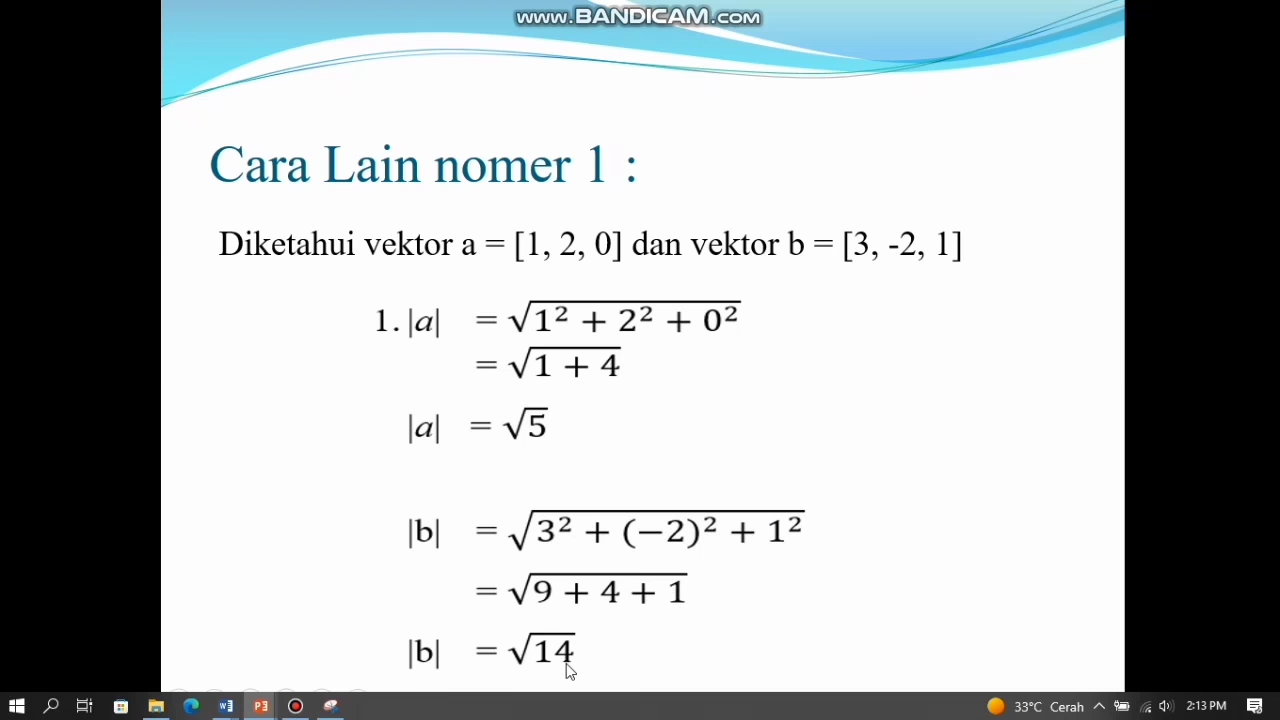 www.BANDICAM.com
Cara Lain nomer 1 :
Diketahui vektor a = [1, 2, 0] dan vektor b = [3, -2, 1]
1. |a| = √(1² + 2² + 0²)
= √(1 + 4)
|a| = √5
|b| = √(3² + (−2)² + 1²)
= √(9 + 4 + 1)
|b| = √14
33°C Cerah 2:13 PM